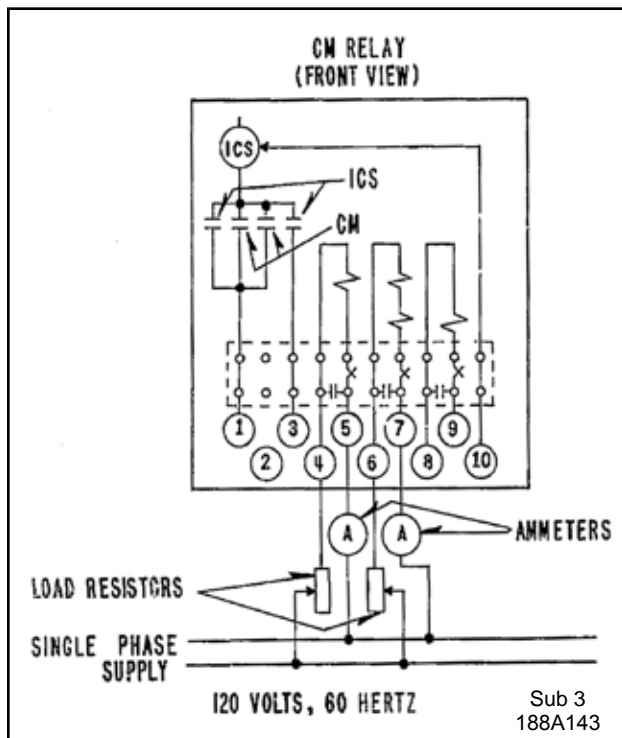 CM RELAY
(FRONT VIEW)
ICS
ICS
CM
1
3
5
7
9
2
4
6
8
10
A
A
AMMETERS
LOAD RESISTORS
SINGLE PHASE
SUPPLY
120 VOLTS, 60 HERTZ
Sub 3
188A143